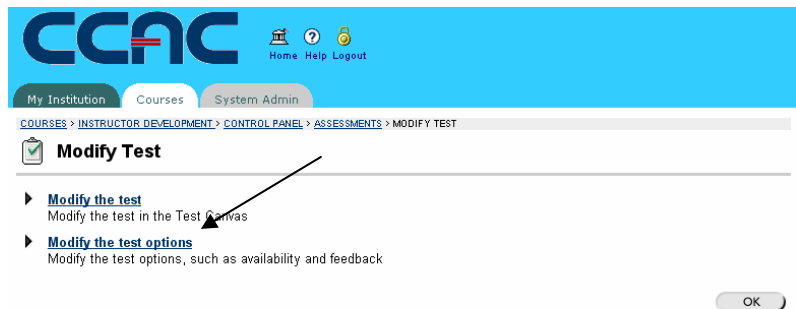 CCAC
Home Help Logout
My Institution Courses System Admin
COURSES > INSTRUCTOR DEVELOPMENT > CONTROL PANEL > ASSESSMENTS > MODIFY TEST
Modify Test
Modify the test
Modify the test in the Test Canvas
Modify the test options
Modify the test options, such as availability and feedback
OK